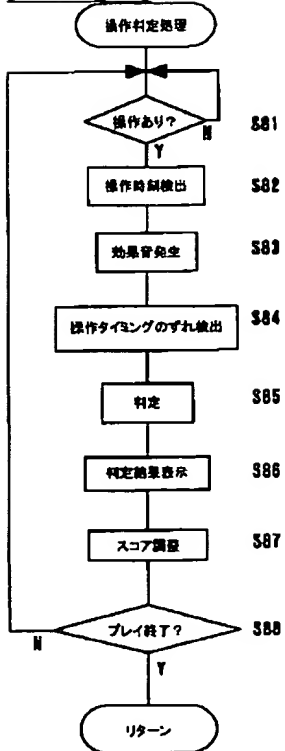 操作判定処理
操作あり?
N
S81
Y
操作時刻検出
S82
効果音発生
S83
操作タイミングのずれ検出
S84
判定
S85
判定結果表示
S86
スコア調整
S87
プレイ終了?
S88
N
Y
リターン